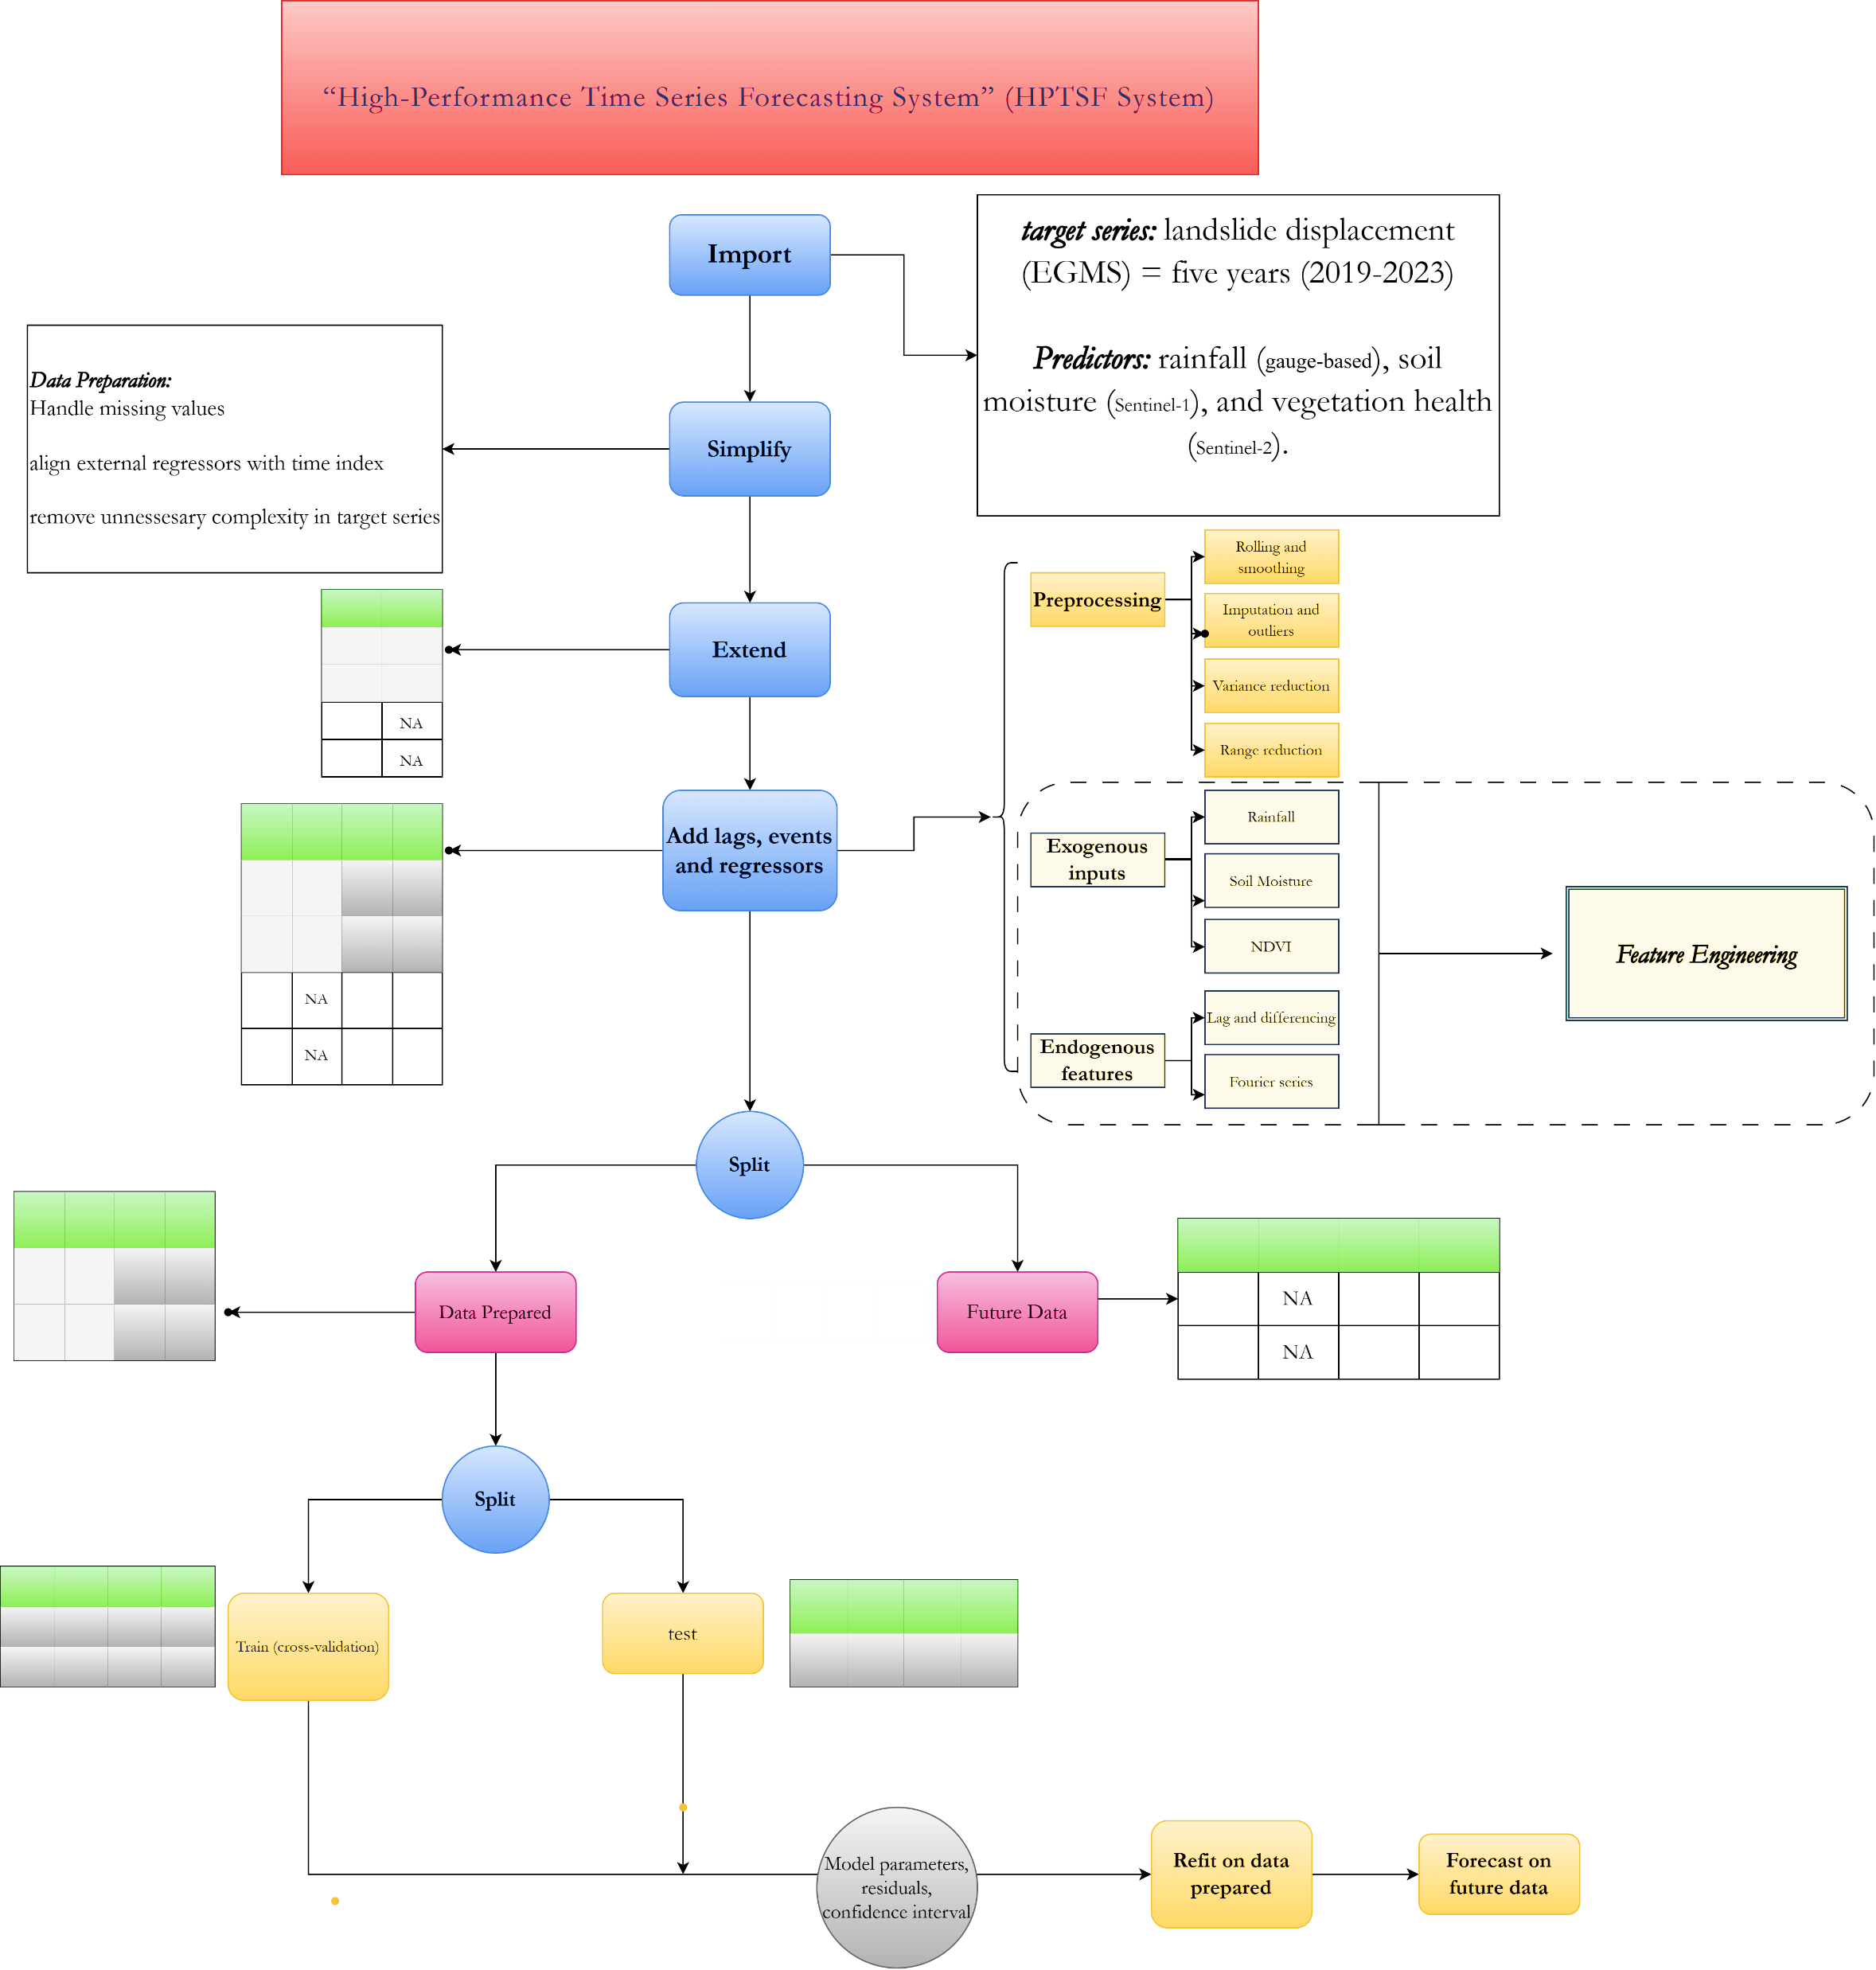 “High-Performance Time Series Forecasting System” (HPTSF System)
Import
target series: landslide displacement
(EGMS) = five years (2019-2023)
Predictors: rainfall (gauge-based), soil
moisture (Sentinel-1), and vegetation health
(Sentinel-2).
Data Preparation:
Handle missing values
align external regressors with time index
remove unnessesary complexity in target series
Simplify
Extend
NA
NA
Preprocessing
Rolling and
smoothing
Imputation and
outliers
Variance reduction
Range reduction
Add lags, events
and regressors
NA
NA
Exogenous
inputs
Rainfall
Soil Moisture
NDVI
Endogenous
features
Lag and differencing
Fourier series
Feature Engineering
Split
Data Prepared
Future Data
NA
NA
Split
Train (cross-validation)
test
Model parameters,
residuals,
confidence interval
Refit on data
prepared
Forecast on
future data